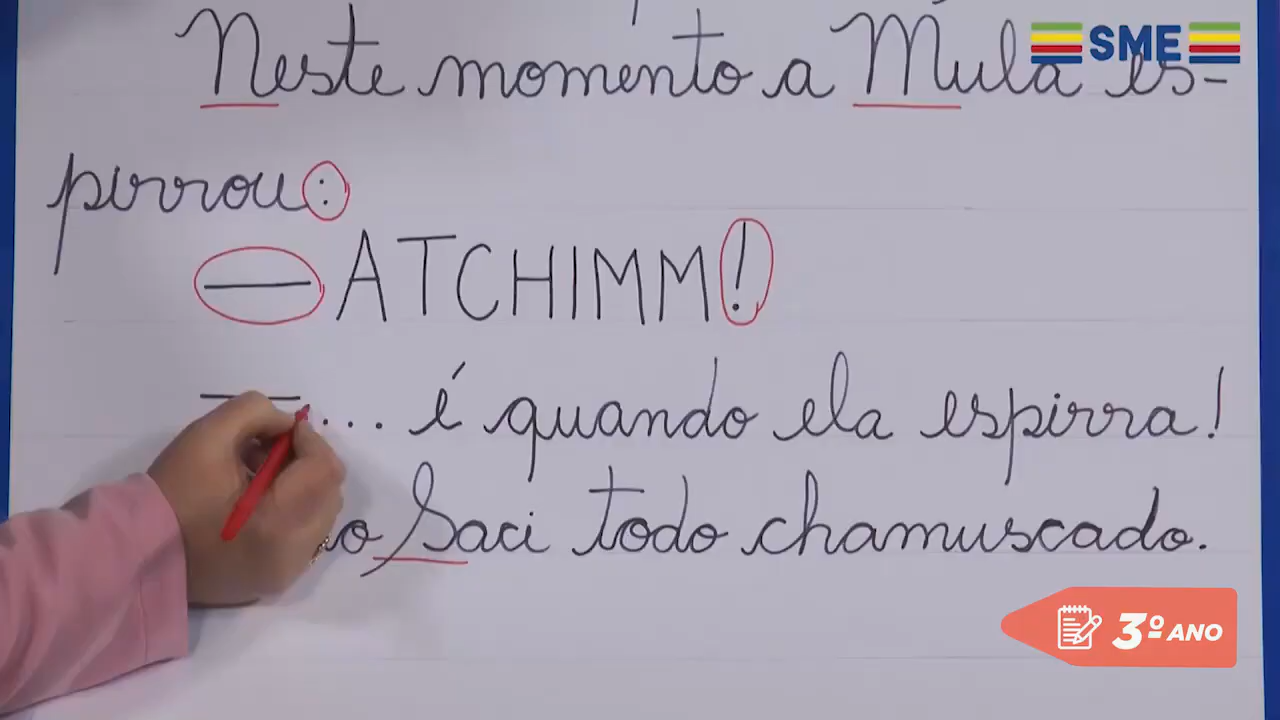 Neste momento a Mula es-
SME
pirrou:
— ATCHIMM!
— ... é quando ela espirra!
Saci todo chamuscado.
3º ANO